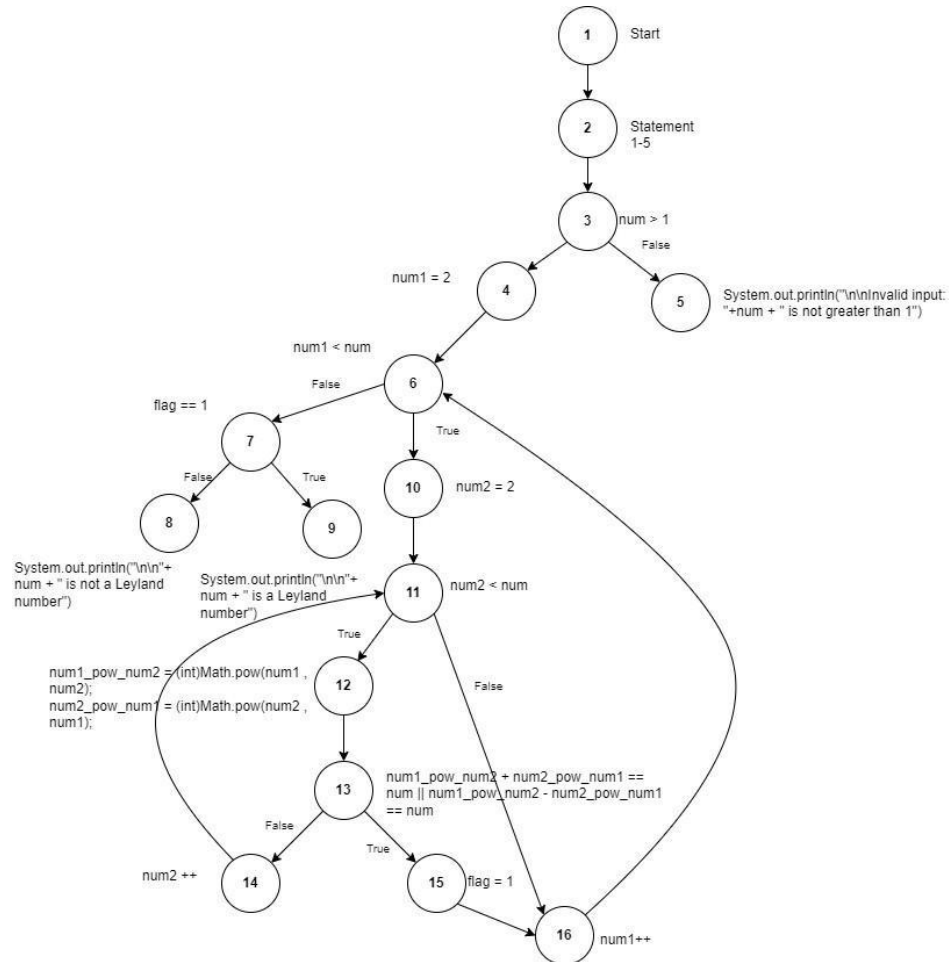 1
Start
2
Statement
1-5
3
num > 1
False
num1 = 2
4
5
System.out.println("\n\nInvalid input:
"+num + " is not greater than 1")
num1 < num
False
6
flag == 1
7
True
False
True
10
num2 = 2
8
9
System.out.println("\n\n"+
num + " is not a Leyland
number")
System.out.println("\n\n"+
num + " is a Leyland
number")
11
num2 < num
True
num1_pow_num2 = (int)Math.pow(num1 ,
num2);
num2_pow_num1 = (int)Math.pow(num2 ,
num1);
12
False
13
num1_pow_num2 + num2_pow_num1 ==
num || num1_pow_num2 - num2_pow_num1
== num
False
True
num2 ++
14
15
flag = 1
16
num1++